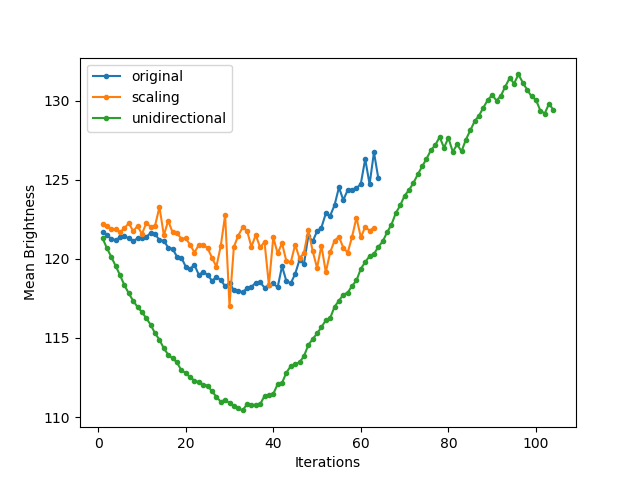 original
scaling
unidirectional
130
125
120
115
110
Mean Brightness
0 20 40 60 80 100
Iterations